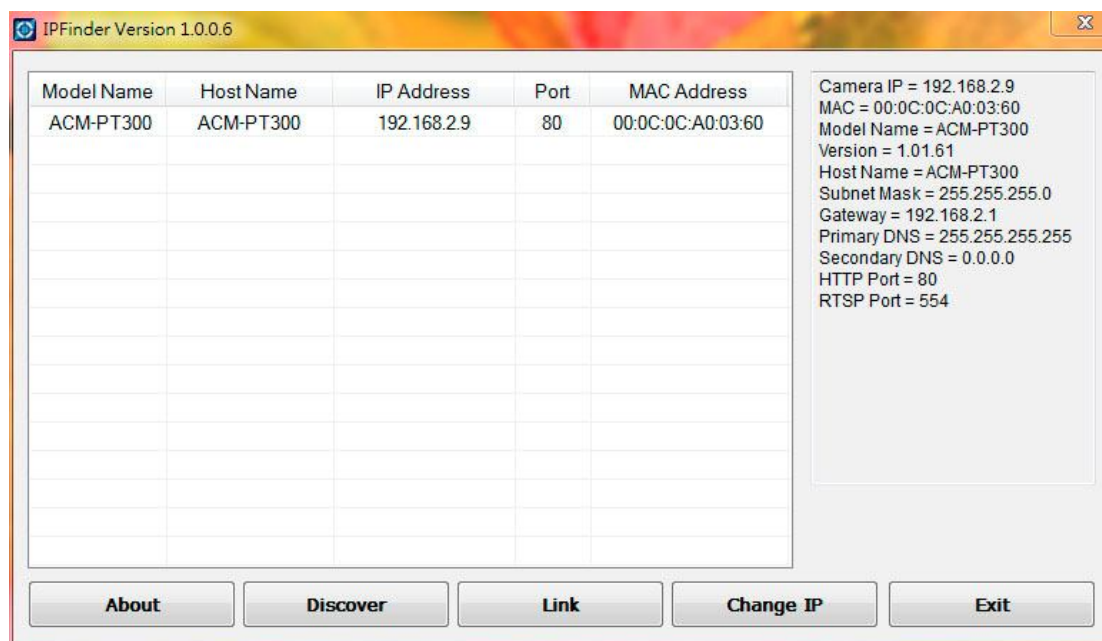 IPFinder Version 1.0.0.6
Model Name Host Name IP Address Port MAC Address
ACM-PT300 ACM-PT300 192.168.2.9 80 00:0C:0C:A0:03:60
Camera IP = 192.168.2.9
MAC = 00:0C:0C:A0:03:60
Model Name = ACM-PT300
Version = 1.01.61
Host Name = ACM-PT300
Subnet Mask = 255.255.255.0
Gateway = 192.168.2.1
Primary DNS = 255.255.255.255
Secondary DNS = 0.0.0.0
HTTP Port = 80
RTSP Port = 554
About Discover Link Change IP Exit